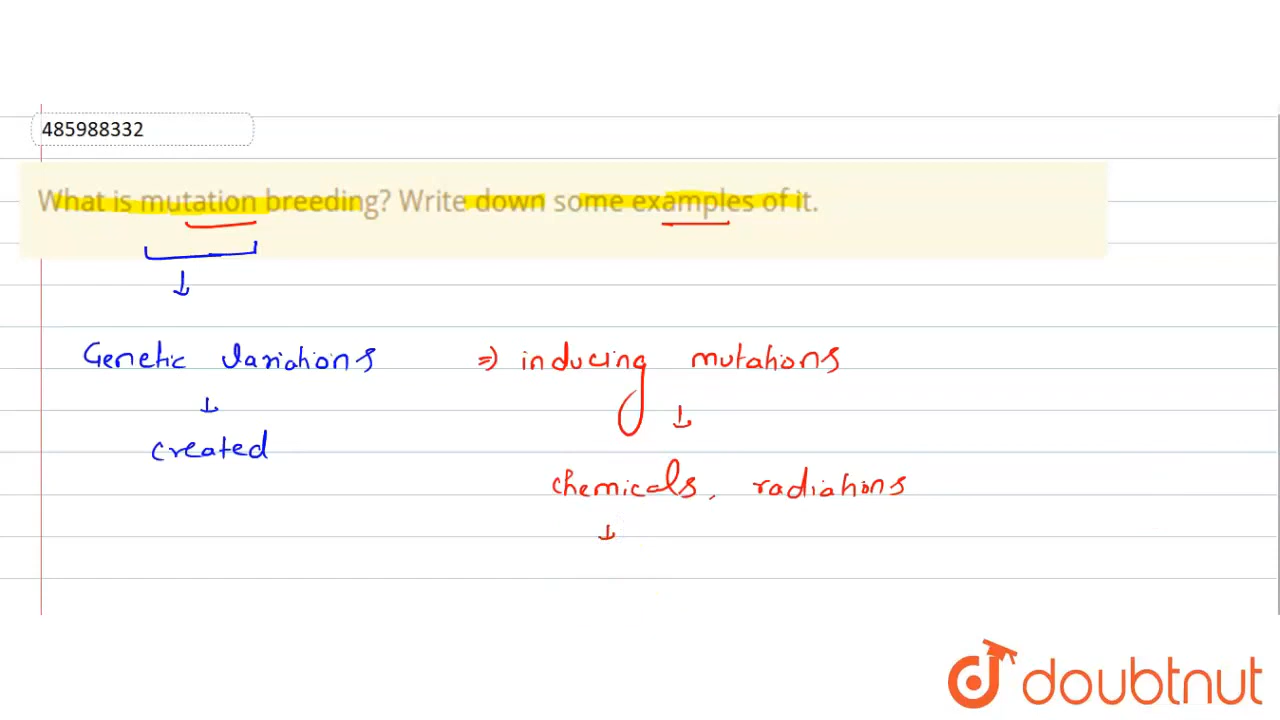 485988332
What is mutation breeding? Write down some examples of it.
↓
Genetic variations ⇒ inducing mutations
↓ ↓
created
chemicals, radiations
↓
doubtnut